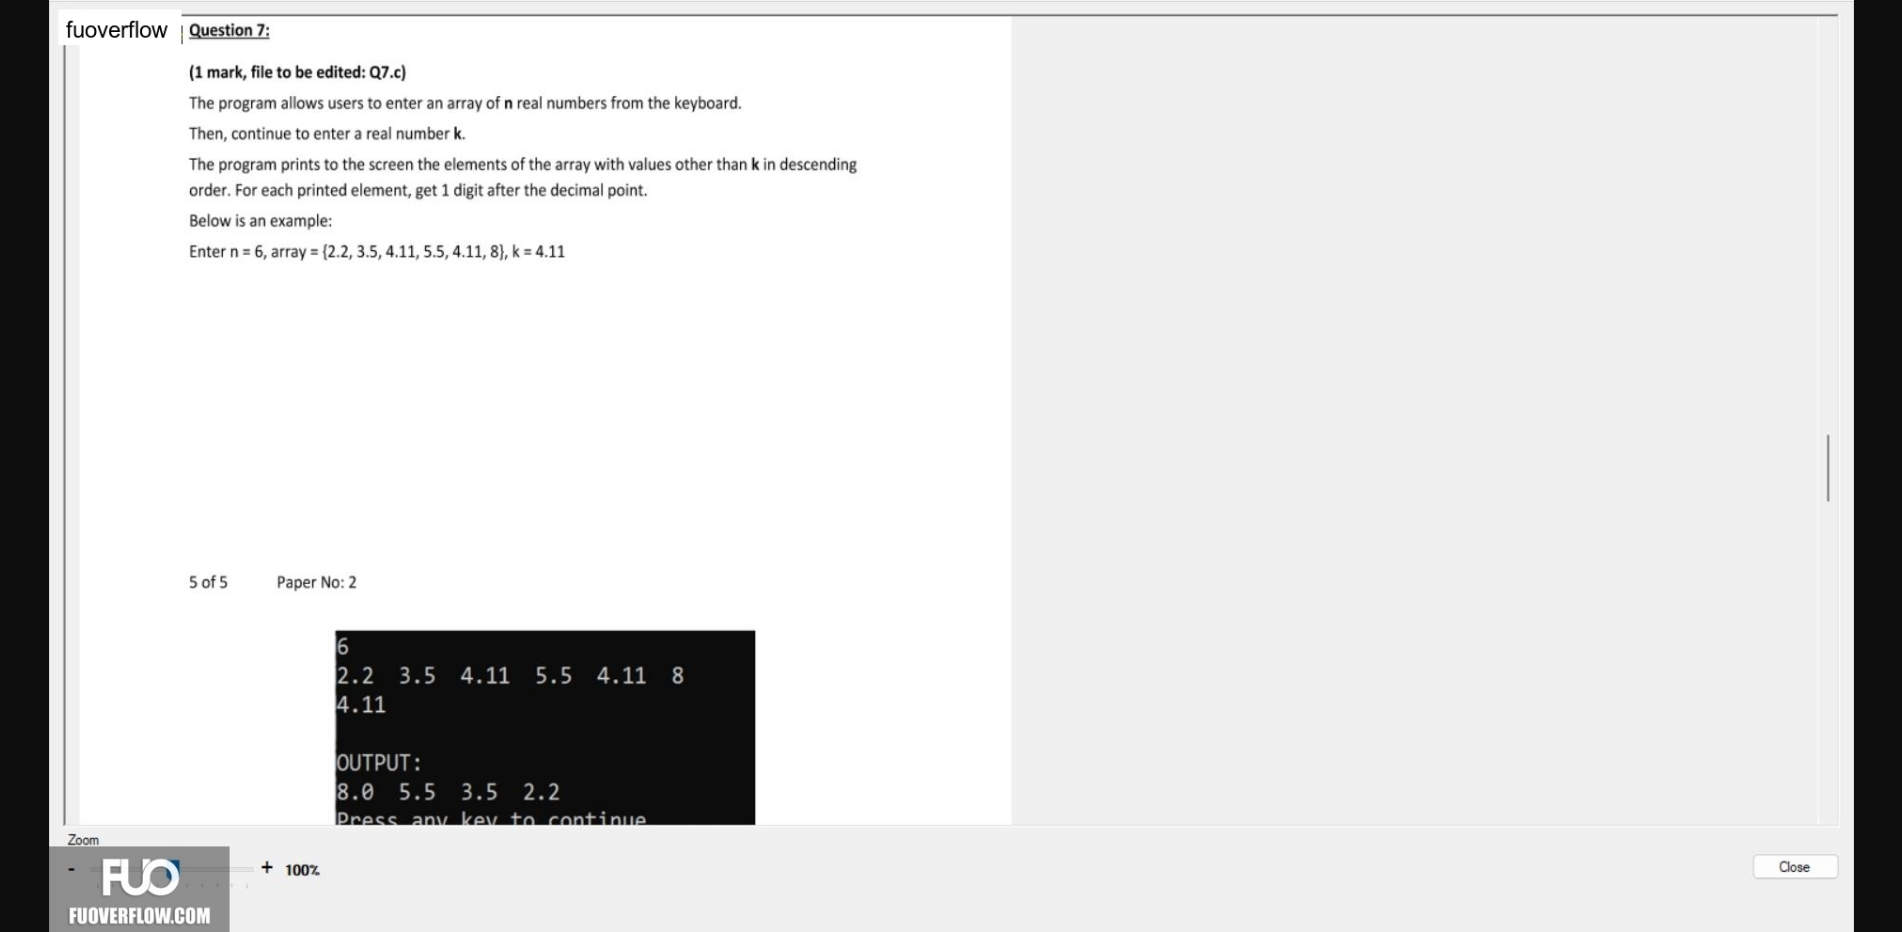 fuoverflow
Question 7:
(1 mark, file to be edited: Q7.c)
The program allows users to enter an array of n real numbers from the keyboard.
Then, continue to enter a real number k.
The program prints to the screen the elements of the array with values other than k in descending
order. For each printed element, get 1 digit after the decimal point.
Below is an example:
Enter n = 6, array = {2.2, 3.5, 4.11, 5.5, 4.11, 8}, k = 4.11
5 of 5 Paper No: 2
6
2.2 3.5 4.11 5.5 4.11 8
4.11
OUTPUT:
8.0 5.5 3.5 2.2
Press any key to continue
Zoom
- + 100%
Close
FUO
FUOVERFLOW.COM